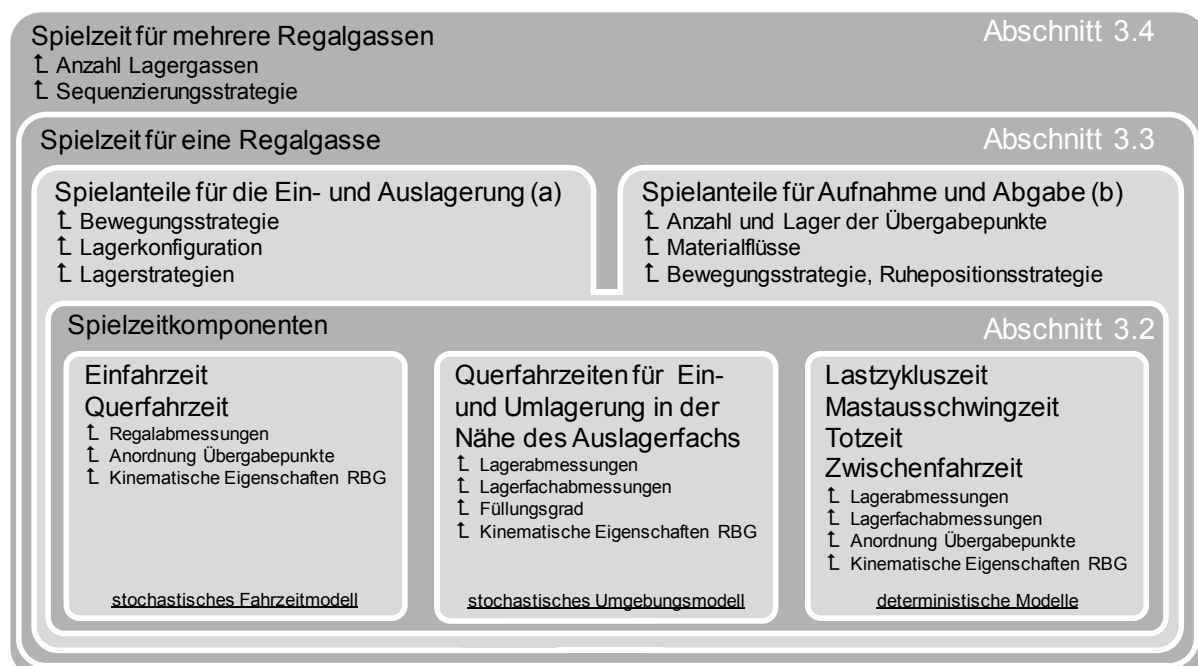 Spielzeit für mehrere Regalgassen
Abschnitt 3.4
↥ Anzahl Lagergassen
↥ Sequenzierungsstrategie
Spielzeit für eine Regalgasse
Abschnitt 3.3
Spielanteile für die Ein- und Auslagerung (a)
↥ Bewegungsstrategie
↥ Lagerkonfiguration
↥ Lagerstrategien
Spielanteile für Aufnahme und Abgabe (b)
↥ Anzahl und Lager der Übergabepunkte
↥ Materialflüsse
↥ Bewegungsstrategie, Ruhepositionsstrategie
Spielzeitkomponenten
Abschnitt 3.2
Einfahrzeit
Querfahrzeit
↥ Regalabmessungen
↥ Anordnung Übergabepunkte
↥ Kinematische Eigenschaften RBG
stochastisches Fahrzeitmodell
Querfahrzeiten für Ein-
und Umlagerung in der
Nähe des Auslagerfachs
↥ Lagerabmessungen
↥ Lagerfachabmessungen
↥ Füllungsgrad
↥ Kinematische Eigenschaften RBG
stochastisches Umgebungsmodell
Lastzykluszeit
Mastausschwingzeit
Totzeit
Zwischenfahrzeit
↥ Lagerabmessungen
↥ Lagerfachabmessungen
↥ Anordnung Übergabepunkte
↥ Kinematische Eigenschaften RBG
deterministische Modelle